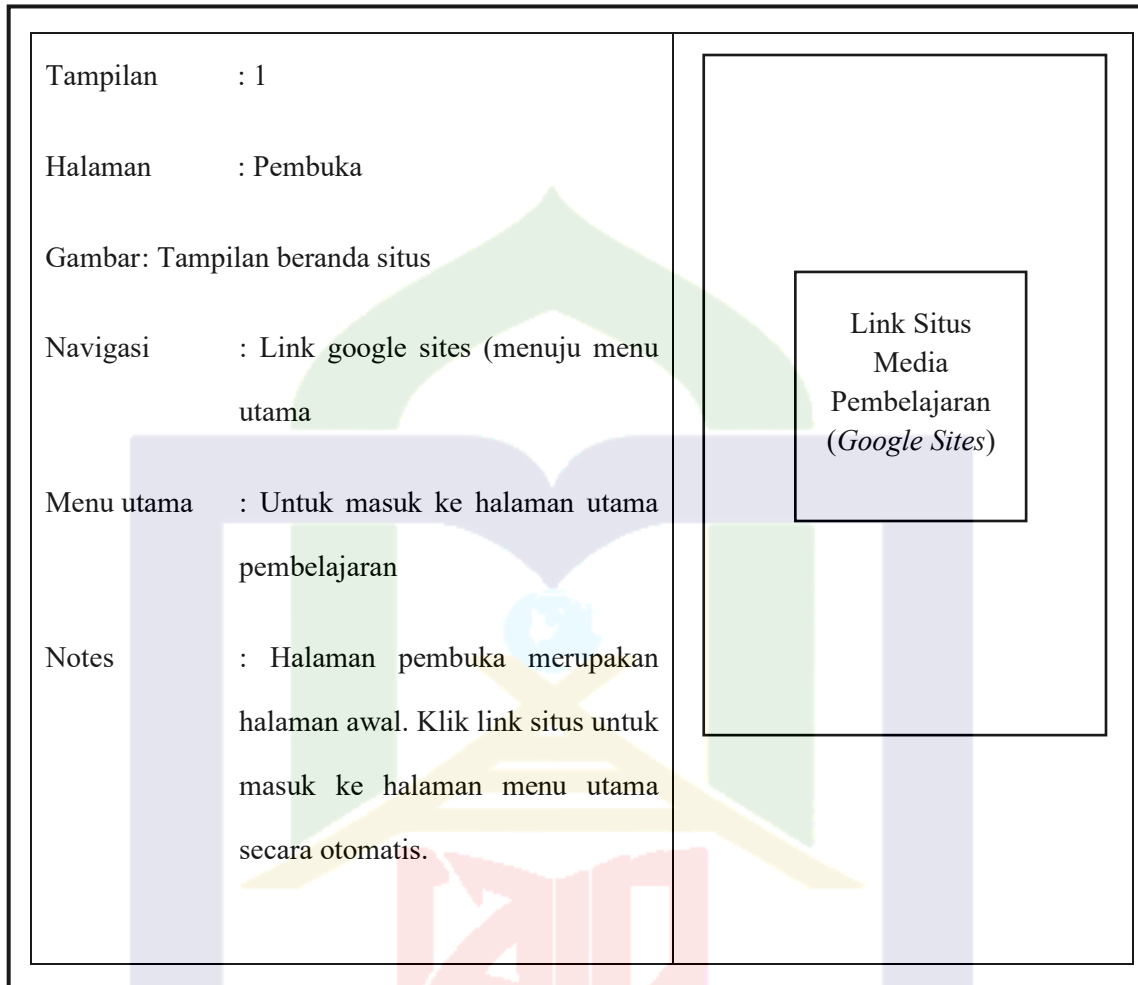 Tampilan : 1
Halaman : Pembuka
Gambar: Tampilan beranda situs
Navigasi : Link google sites (menuju menu
utama
Menu utama : Untuk masuk ke halaman utama
pembelajaran
Notes : Halaman pembuka merupakan
halaman awal. Klik link situs untuk
masuk ke halaman menu utama
secara otomatis.
Link Situs
Media
Pembelajaran
(Google Sites)